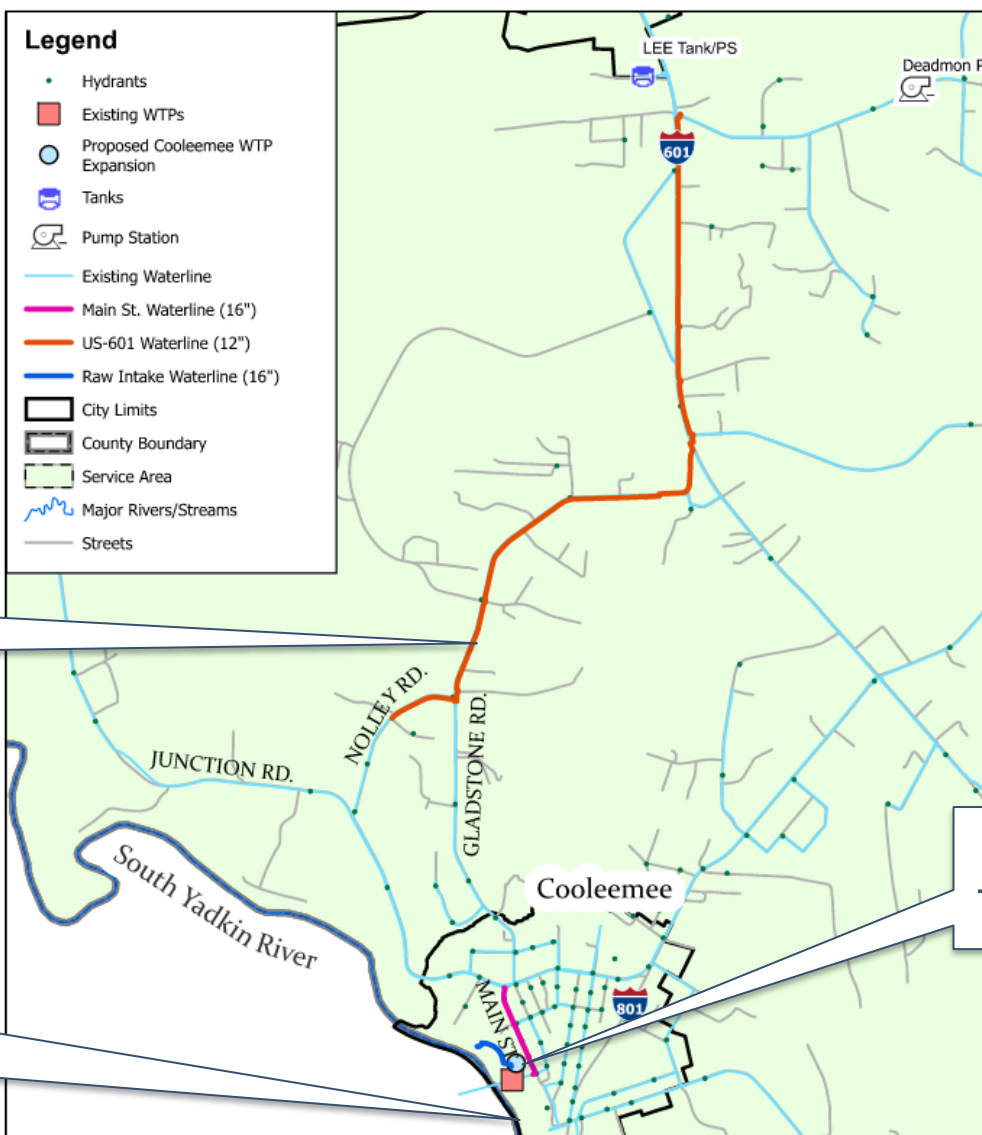 Legend
Hydrants
Existing WTPs
Proposed Cooleemee WTP
Expansion
Tanks
Pump Station
Existing Waterline
Main St. Waterline (16")
US-601 Waterline (12")
Raw Intake Waterline (16")
City Limits
County Boundary
Service Area
Major Rivers/Streams
Streets
LEE Tank/PS
Deadmon P
601
NOLLEY RD.
GLADSTONE RD.
JUNCTION RD.
South Yadkin River
Cooleemee
801
MAIN ST.